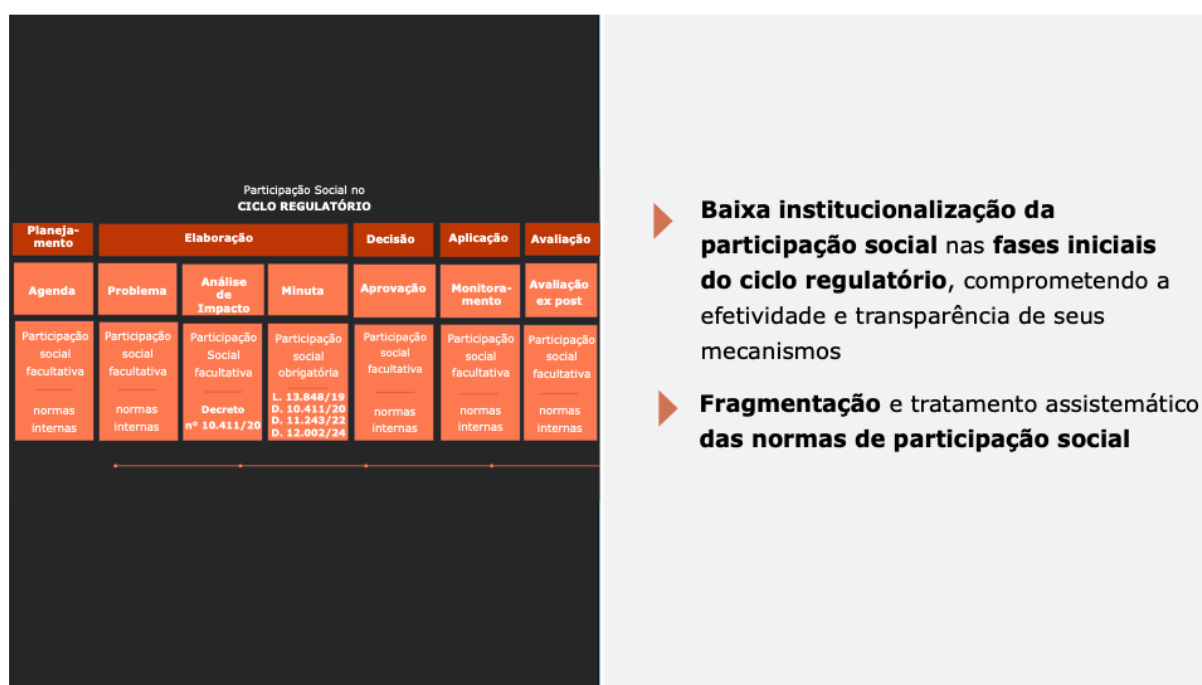 Participação Social no
CICLO REGULATÓRIO
Planeja-
mento
Elaboração
Decisão
Aplicação
Avaliação
Agenda
Problema
Análise
de
Impacto
Minuta
Aprovação
Monitora-
mento
Avaliação
ex post
Participação
social
facultativa
normas
internas
Participação
social
facultativa
normas
internas
Participação
Social
facultativa
Decreto
nº 10.411/20
Participação
social
obrigatória
L. 13.848/19
D. 10.411/20
D. 11.243/22
D. 12.002/24
Participação
social
facultativa
normas
internas
Participação
social
facultativa
normas
internas
Participação
social
facultativa
normas
internas
Baixa institucionalização da
participação social nas fases iniciais
do ciclo regulatório, comprometendo a
efetividade e transparência de seus
mecanismos
Fragmentação e tratamento assistemático
das normas de participação social